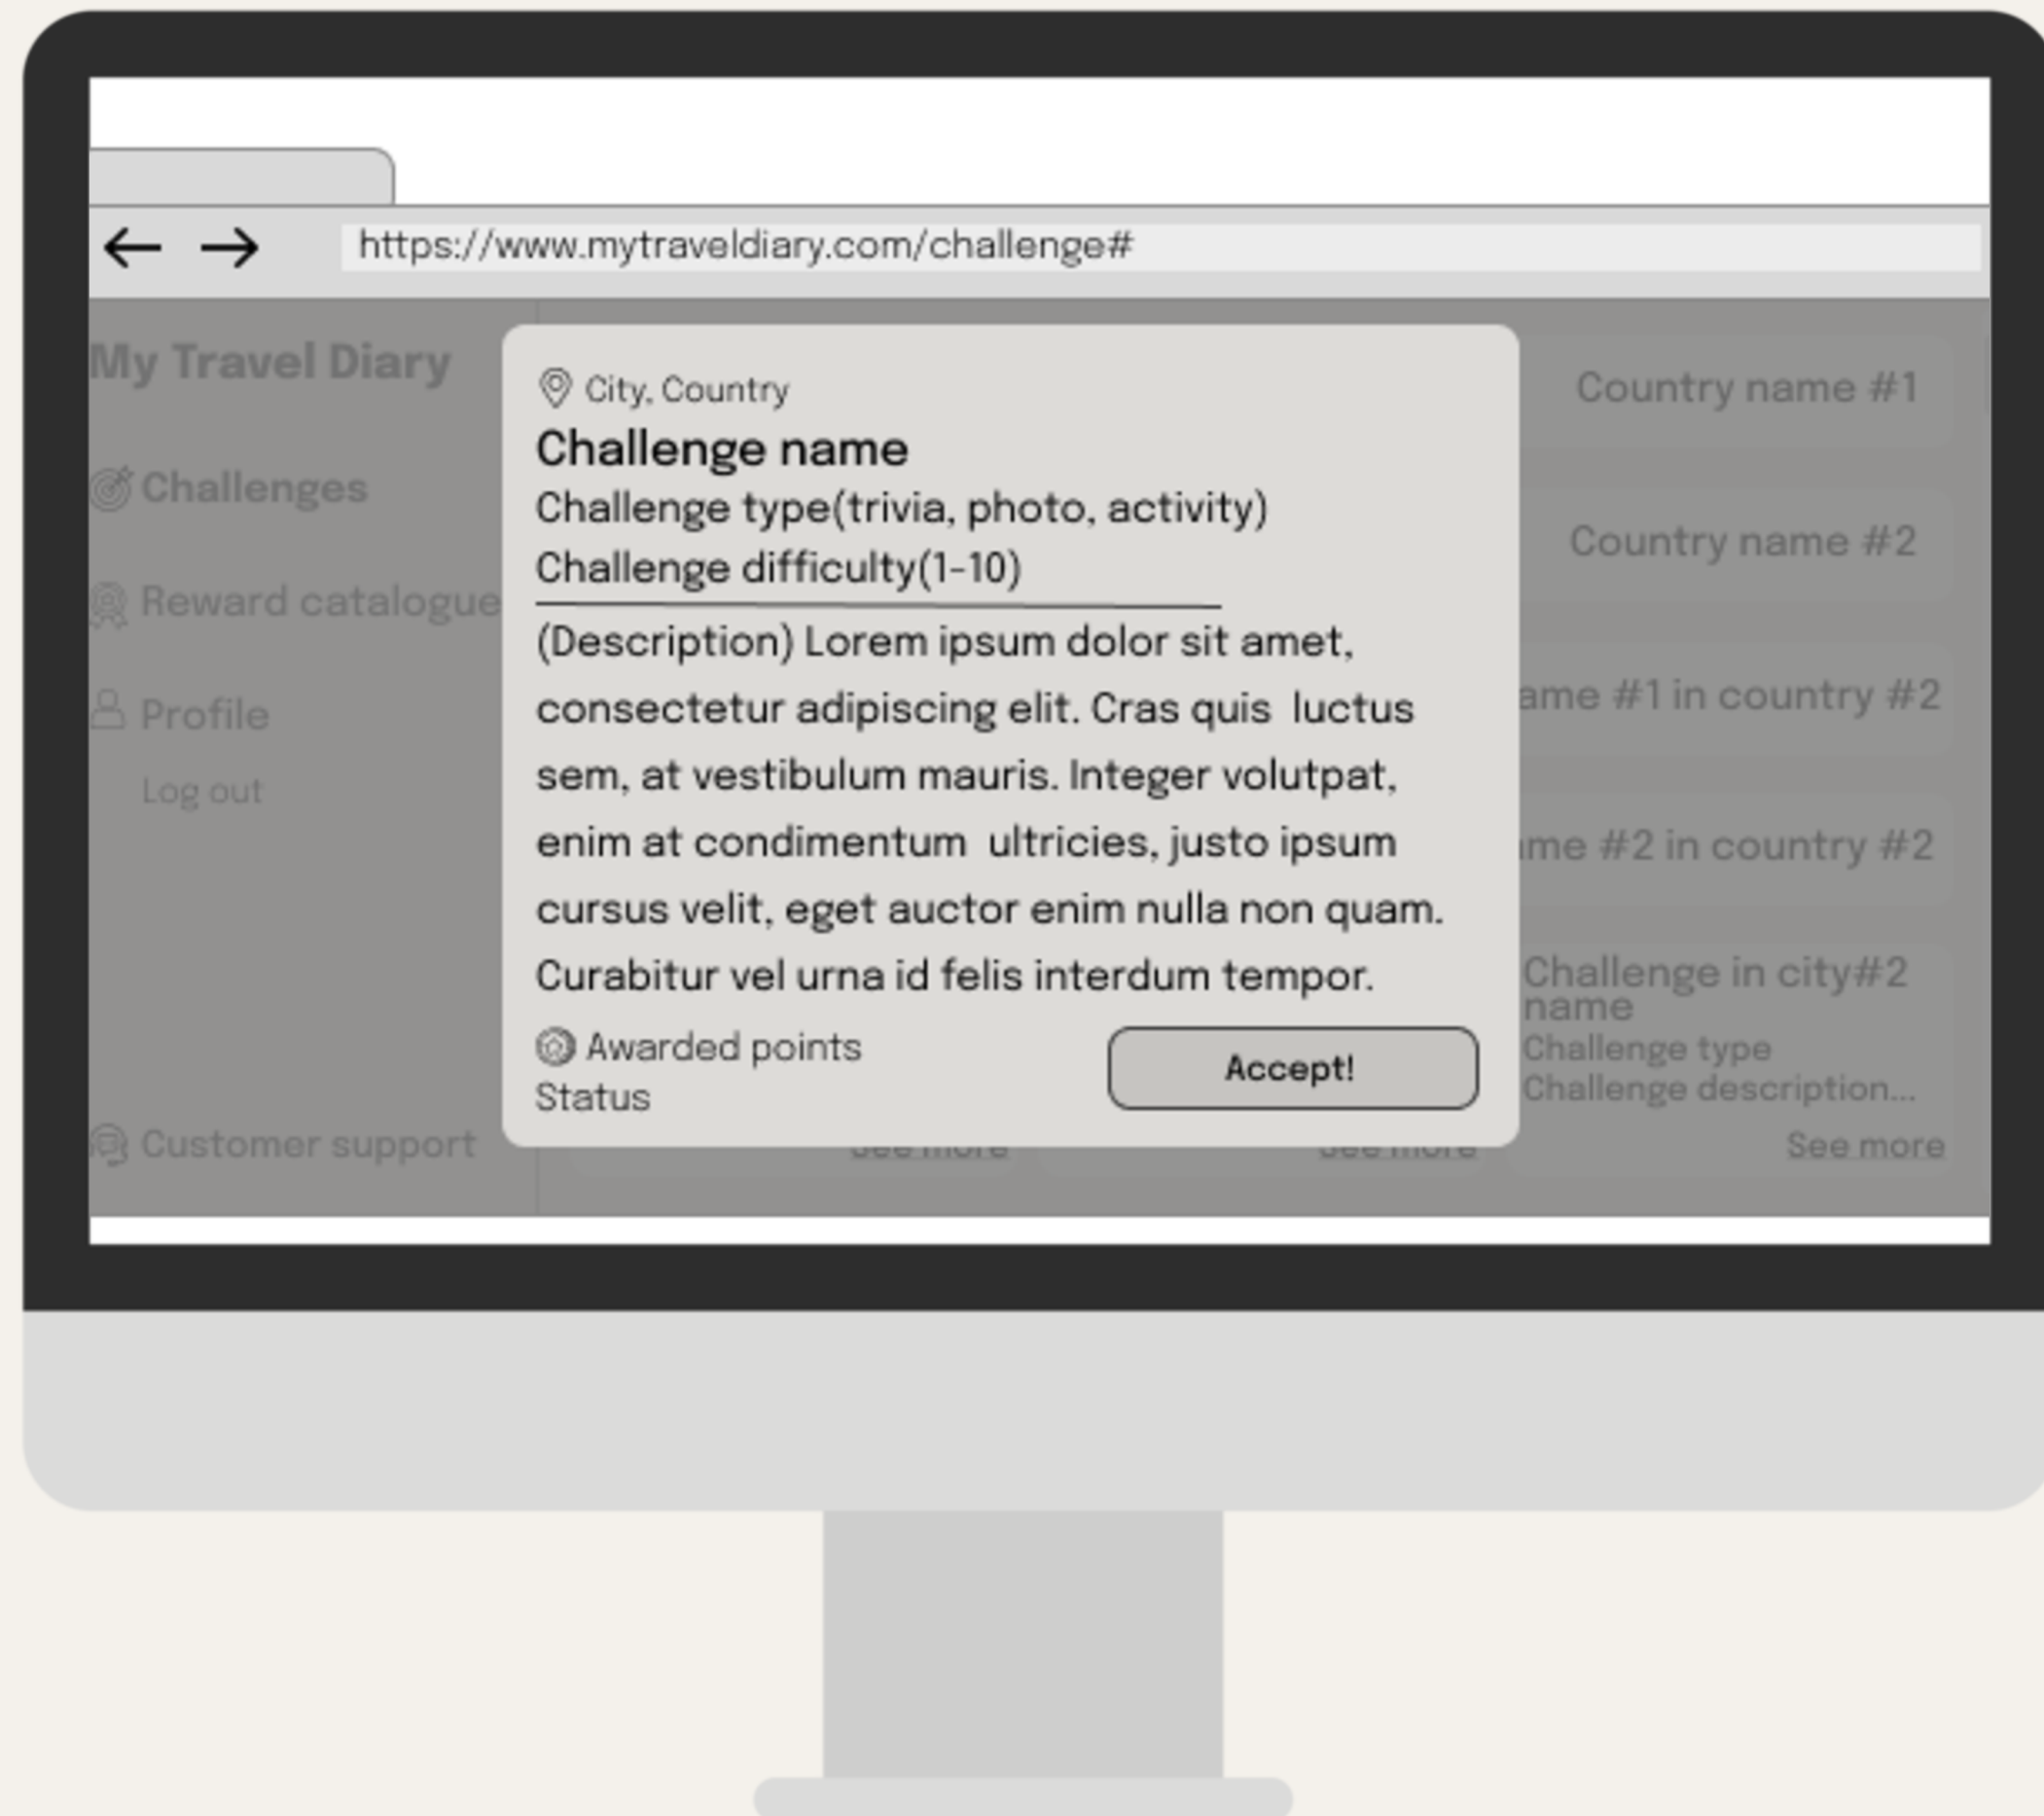 https://www.mytraveldiary.com/challenge#
My Travel Diary
Challenges
Reward catalogue
Profile
Log out
Customer support
City, Country
Challenge name
Challenge type(trivia, photo, activity)
Challenge difficulty(1-10)
(Description) Lorem ipsum dolor sit amet,
consectetur adipiscing elit. Cras quis luctus
sem, at vestibulum mauris. Integer volutpat,
enim at condimentum ultricies, justo ipsum
cursus velit, eget auctor enim nulla non quam.
Curabitur vel urna id felis interdum tempor.
Awarded points
Status
Accept!
Country name #1
Country name #2
#1 in country #2
#2 in country #2
Challenge in city#2
name
Challenge type
Challenge description...
See more
See more
See more